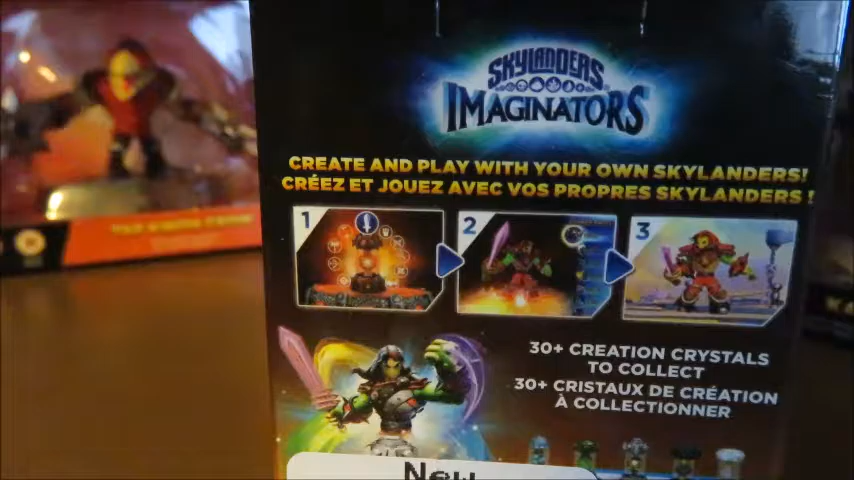 SKYLANDERS
IMAGINATORS
CREATE AND PLAY WITH YOUR OWN SKYLANDERS!
CRÉEZ ET JOUEZ AVEC VOS PROPRES SKYLANDERS !
1
2
3
30+ CREATION CRYSTALS
TO COLLECT
30+ CRISTAUX DE CRÉATION
À COLLECTIONNER
New